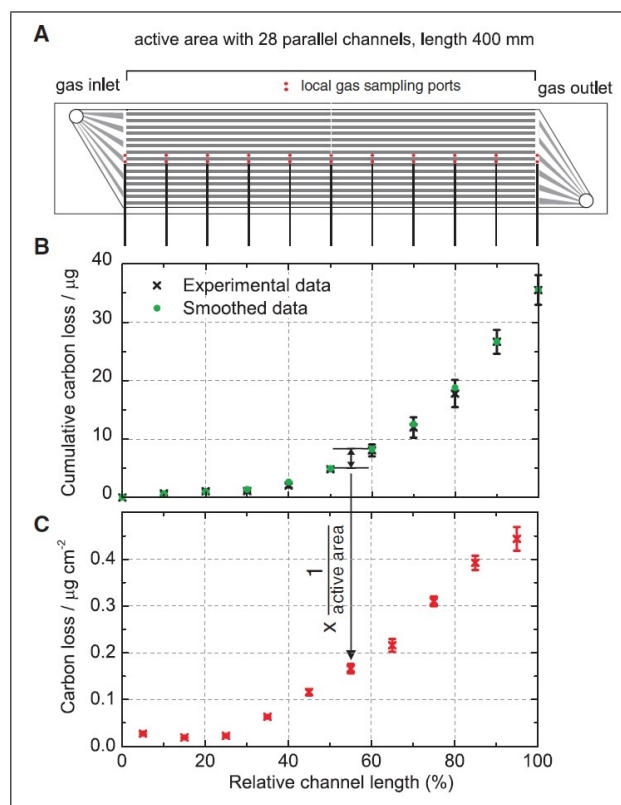 A
active area with 28 parallel channels, length 400 mm
gas inlet
local gas sampling ports
gas outlet
B
40
30
20
10
0
Cumulative carbon loss / µg
Experimental data
Smoothed data
C
0.4
0.3
0.2
0.1
0.0
Carbon loss / µg cm-2
x 1
active area
0 20 40 60 80 100
Relative channel length (%)